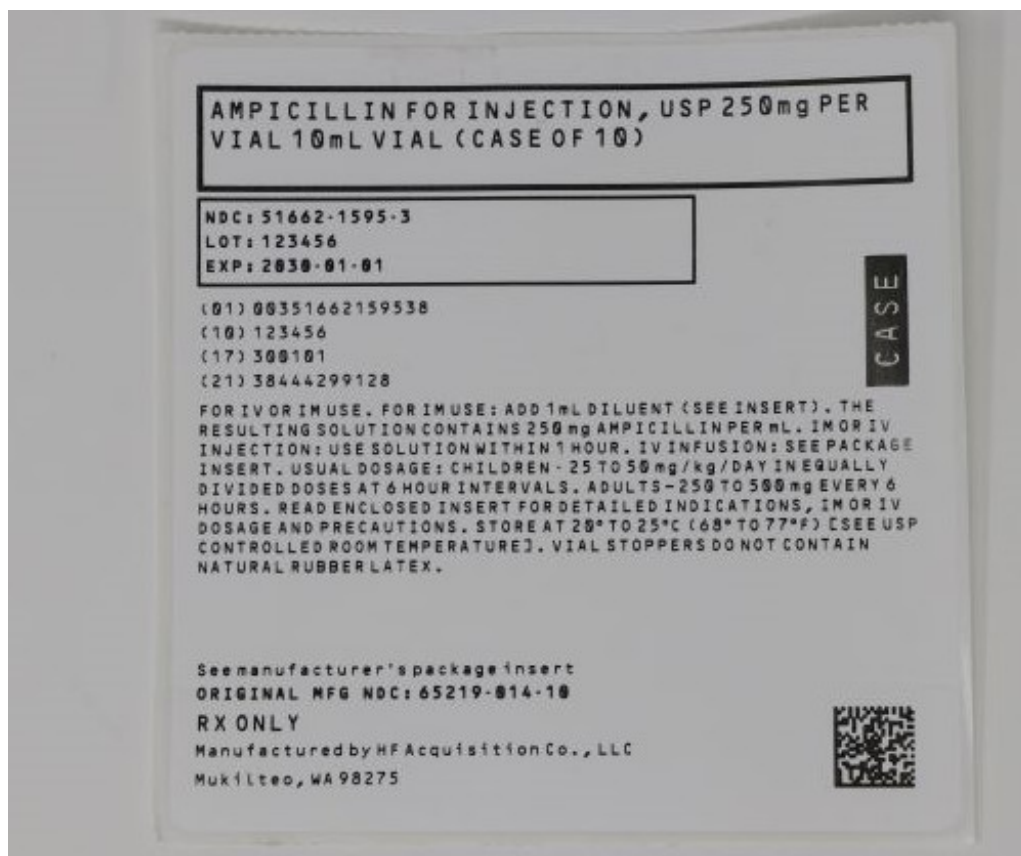 AMPICILLIN FOR INJECTION, USP 250mg PER
VIAL 10mL VIAL (CASE OF 10)
NDC: 51662-1595-3
LOT: 123456
EXP: 2030-01-01
CASE
(01) 00351662159538
(10) 123456
(17) 300101
(21) 38444299128
FOR IV OR IM USE. FOR IM USE: ADD 1mL DILUENT (SEE INSERT). THE
RESULTING SOLUTION CONTAINS 250 mg AMPICILLIN PER mL. IM OR IV
INJECTION: USE SOLUTION WITHIN 1 HOUR. IV INFUSION: SEE PACKAGE
INSERT. USUAL DOSAGE: CHILDREN - 25 TO 50 mg/kg/DAY IN EQUALLY
DIVIDED DOSES AT 6 HOUR INTERVALS. ADULTS-250 TO 500 mg EVERY 6
HOURS. READ ENCLOSED INSERT FOR DETAILED INDICATIONS, IM OR IV
DOSAGE AND PRECAUTIONS. STORE AT 20° TO 25°C (68° TO 77°F) [SEE USP
CONTROLLED ROOM TEMPERATURE]. VIAL STOPPERS DO NOT CONTAIN
NATURAL RUBBER LATEX.
See manufacturer's package insert
ORIGINAL MFG NDC: 65219-014-10
RX ONLY
Manufactured by HF Acquisition Co., LLC
Mukilteo, WA 98275